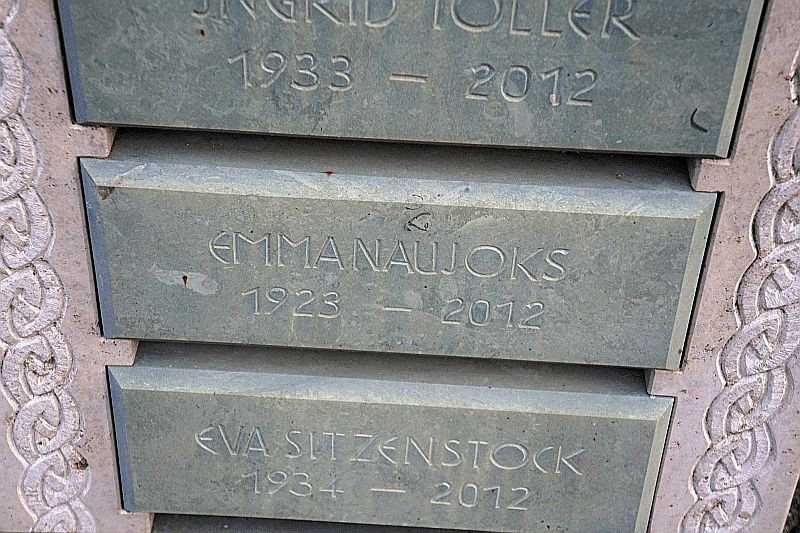 INGRID TOLLER
1933 – 2012
EMMA NAUJOKS
1923 – 2012
EVA SITZENSTOCK
1934 – 2012